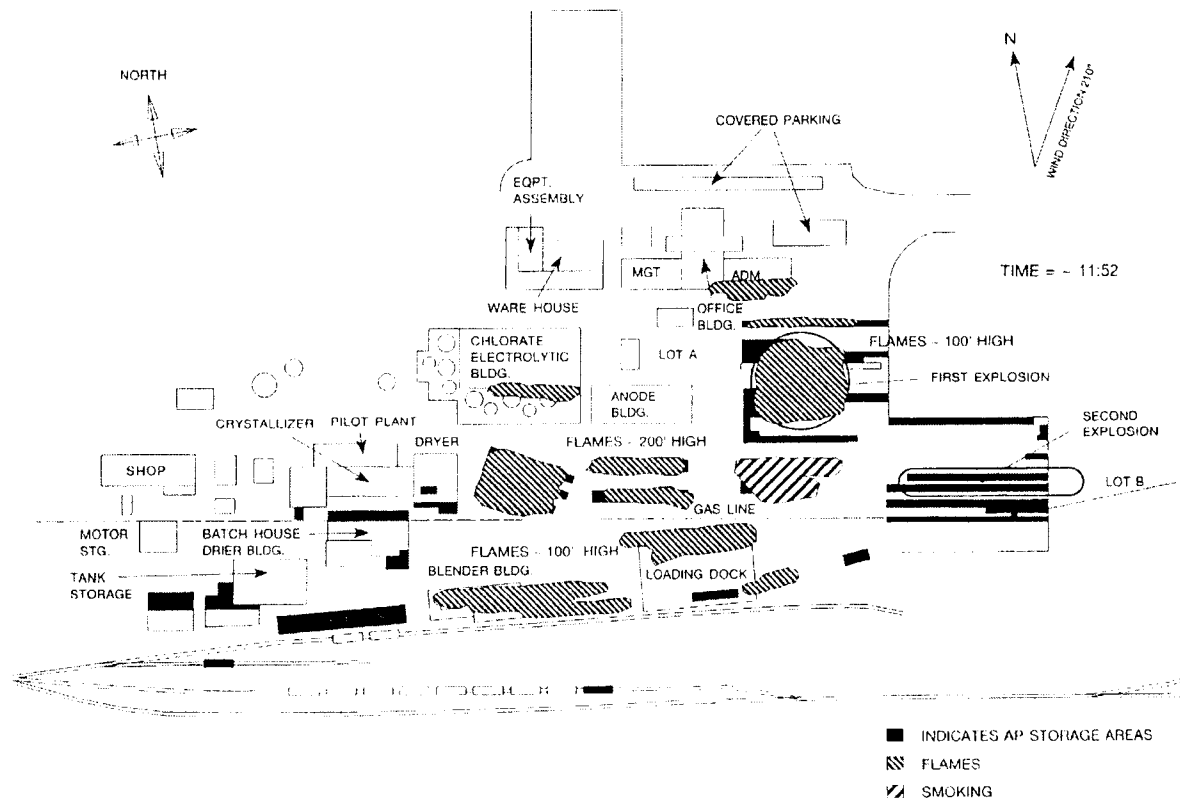 NORTH
N
WIND DIRECTION 210°
COVERED PARKING
EQPT.
ASSEMBLY
TIME = ~ 11:52
MGT
ADM
WARE HOUSE
OFFICE
BLDG.
CHLORATE
ELECTROLYTIC
BLDG.
LOT A
FLAMES ~ 100' HIGH
FIRST EXPLOSION
ANODE
BLDG.
CRYSTALLIZER
PILOT PLANT
DRYER
FLAMES ~ 200' HIGH
SECOND
EXPLOSION
SHOP
LOT B
GAS LINE
MOTOR
STG.
BATCH HOUSE
DRIER BLDG.
FLAMES ~ 100' HIGH
BLENDER BLDG.
LOADING DOCK
TANK
STORAGE
INDICATES AP STORAGE AREAS
FLAMES
SMOKING